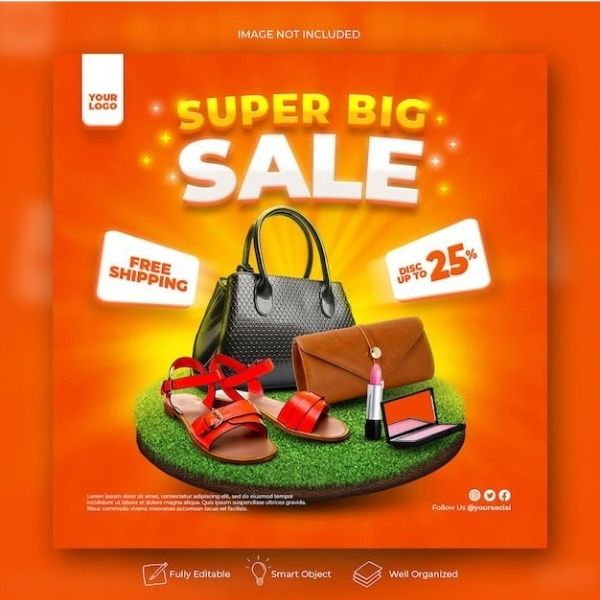 IMAGE NOT INCLUDED
YOUR
LOGO
SUPER BIG
SALE
FREE
SHIPPING
DISC
UP TO 25%
Lorem ipsum dolor sit amet, consectetur adipiscing elit, sed do eiusmod tempor
incididunt ut labore et dolore magna aliqua. Quis ipsum suspendisse ultrices gravida.
Risus commodo viverra maecenas accumsan lacus vel facilisis.
Follow Us @yoursocial
Fully Editable
Smart Object
Well Organized